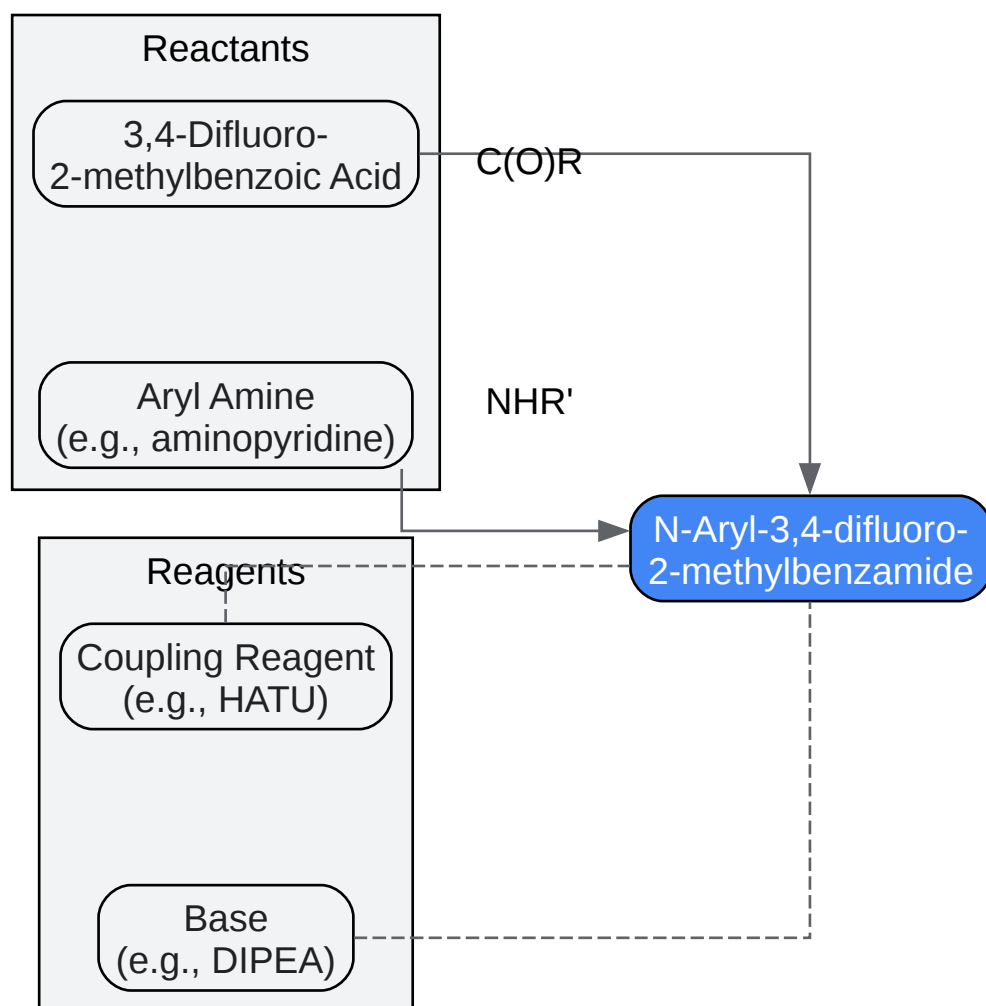 Reactants
3,4-Difluoro-
2-methylbenzoic Acid
C(O)R
Aryl Amine
(e.g., aminopyridine)
NHR'
N-Aryl-3,4-difluoro-
2-methylbenzamide
Reagents
Coupling Reagent
(e.g., HATU)
Base
(e.g., DIPEA)